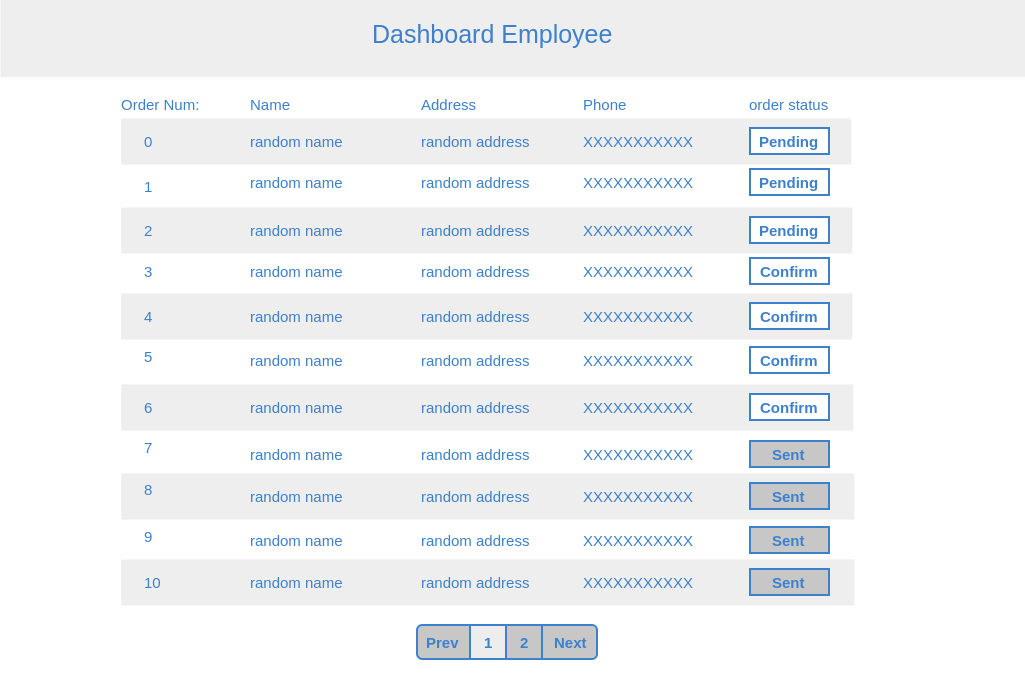 Dashboard Employee
Order Num: Name Address Phone order status
0 random name random address XXXXXXXXXXX Pending
1 random name random address XXXXXXXXXXX Pending
2 random name random address XXXXXXXXXXX Pending
3 random name random address XXXXXXXXXXX Confirm
4 random name random address XXXXXXXXXXX Confirm
5 random name random address XXXXXXXXXXX Confirm
6 random name random address XXXXXXXXXXX Confirm
7 random name random address XXXXXXXXXXX Sent
8 random name random address XXXXXXXXXXX Sent
9 random name random address XXXXXXXXXXX Sent
10 random name random address XXXXXXXXXXX Sent
Prev 1 2 Next